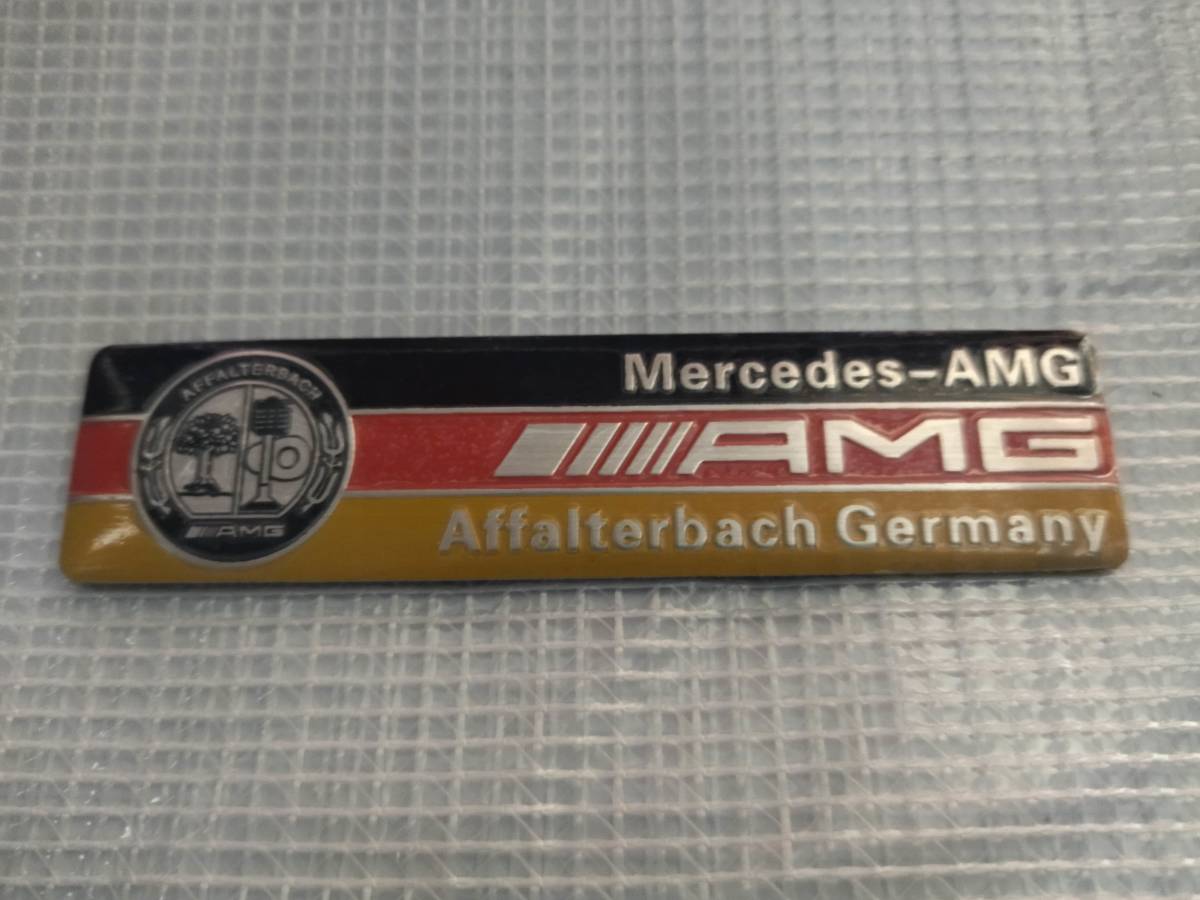 Mercedes-AMG
AMG
Affalterbach Germany
AFFALTERBACH
AMG